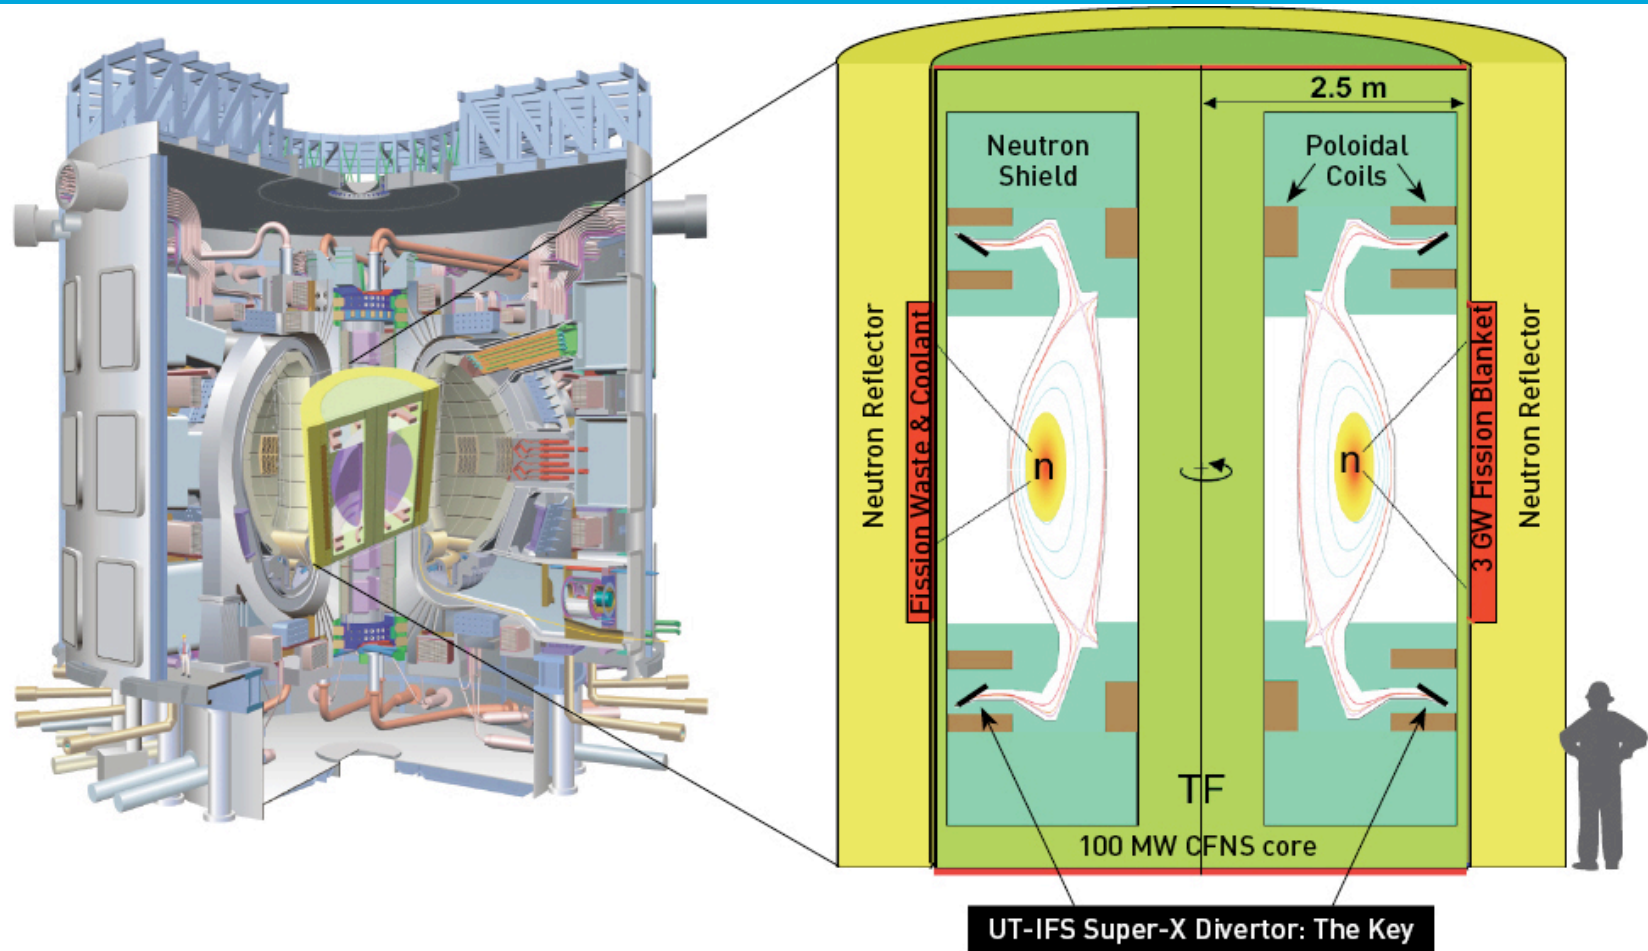 2.5 m
Neutron
Shield
Poloidal
Coils
Neutron Reflector
Fission Waste & Coolant
n
n
3 GW Fission Blanket
Neutron Reflector
TF
100 MW CFNS core
UT-IFS Super-X Divertor: The Key